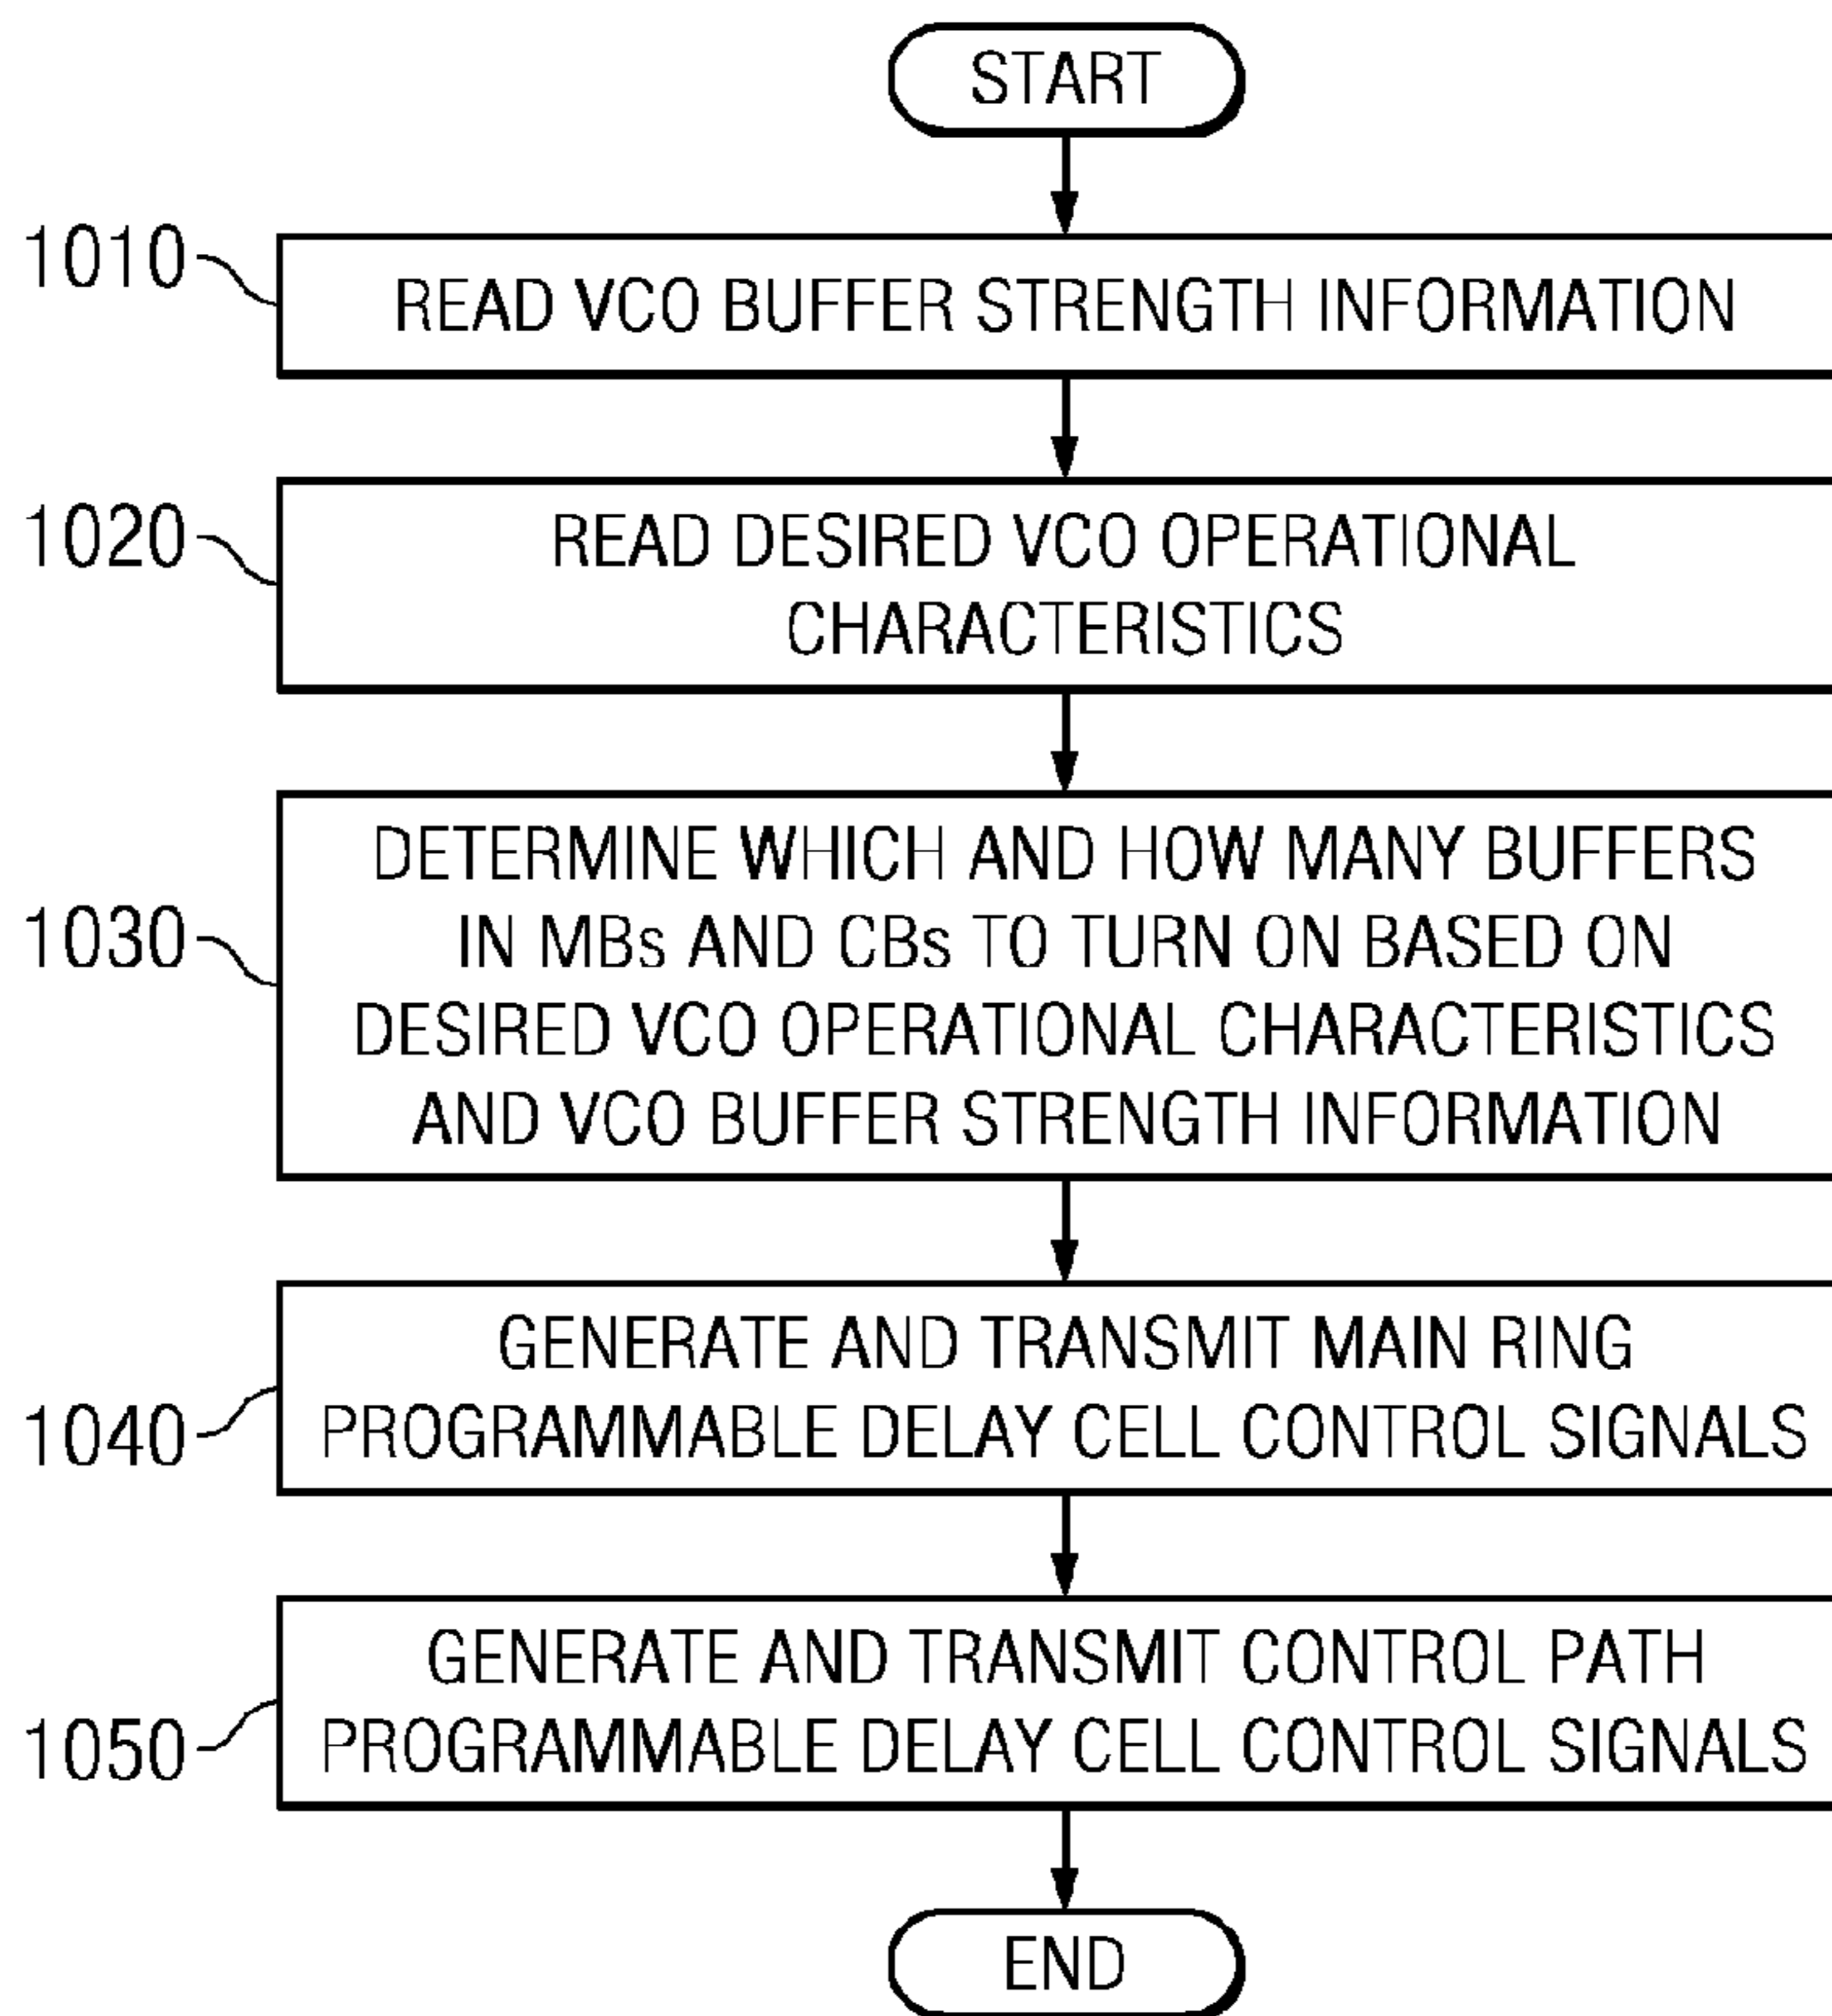 START
1010
READ VCO BUFFER STRENGTH INFORMATION
1020
READ DESIRED VCO OPERATIONAL
CHARACTERISTICS
1030
DETERMINE WHICH AND HOW MANY BUFFERS
IN MBs AND CBs TO TURN ON BASED ON
DESIRED VCO OPERATIONAL CHARACTERISTICS
AND VCO BUFFER STRENGTH INFORMATION
1040
GENERATE AND TRANSMIT MAIN RING
PROGRAMMABLE DELAY CELL CONTROL SIGNALS
1050
GENERATE AND TRANSMIT CONTROL PATH
PROGRAMMABLE DELAY CELL CONTROL SIGNALS
END